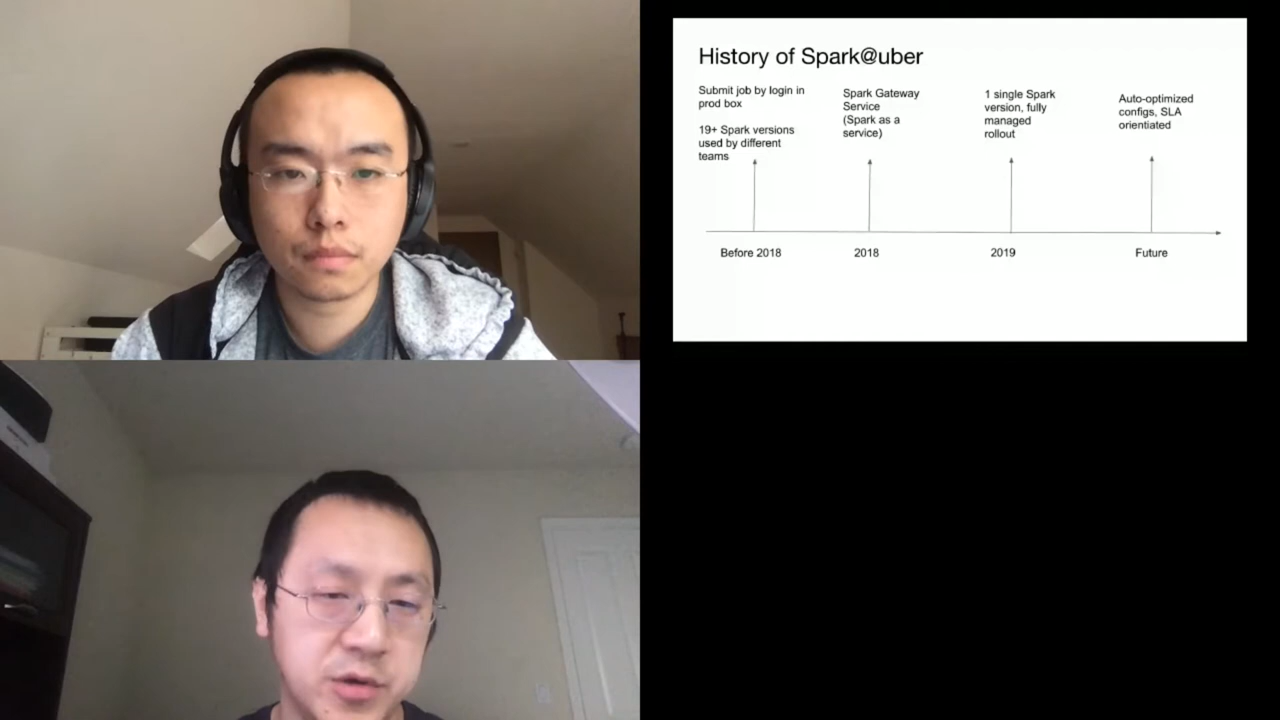 History of Spark@uber
Submit job by login in
prod box
19+ Spark versions
used by different
teams
Spark Gateway
Service
(Spark as a
service)
1 single Spark
version, fully
managed
rollout
Auto-optimized
configs, SLA
orientiated
Before 2018
2018
2019
Future